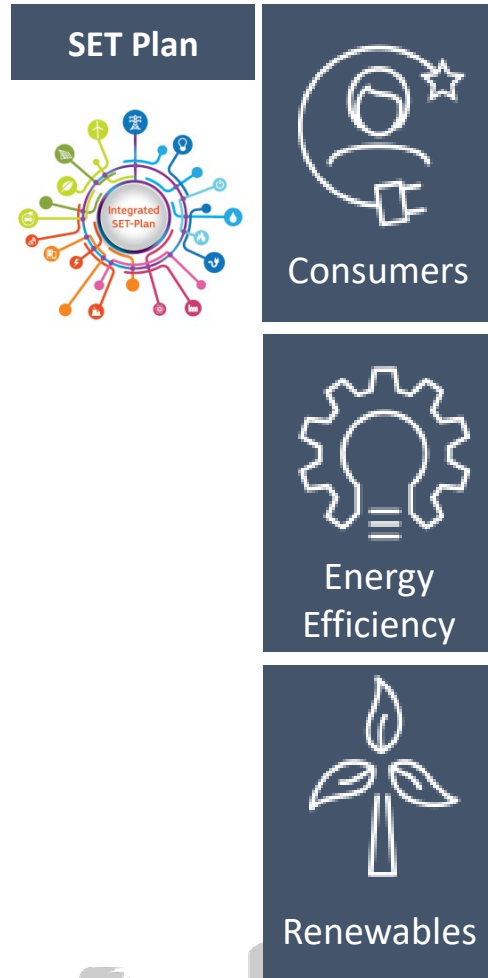 SET Plan
Integrated
SET-Plan
Consumers
Energy
Efficiency
Renewables